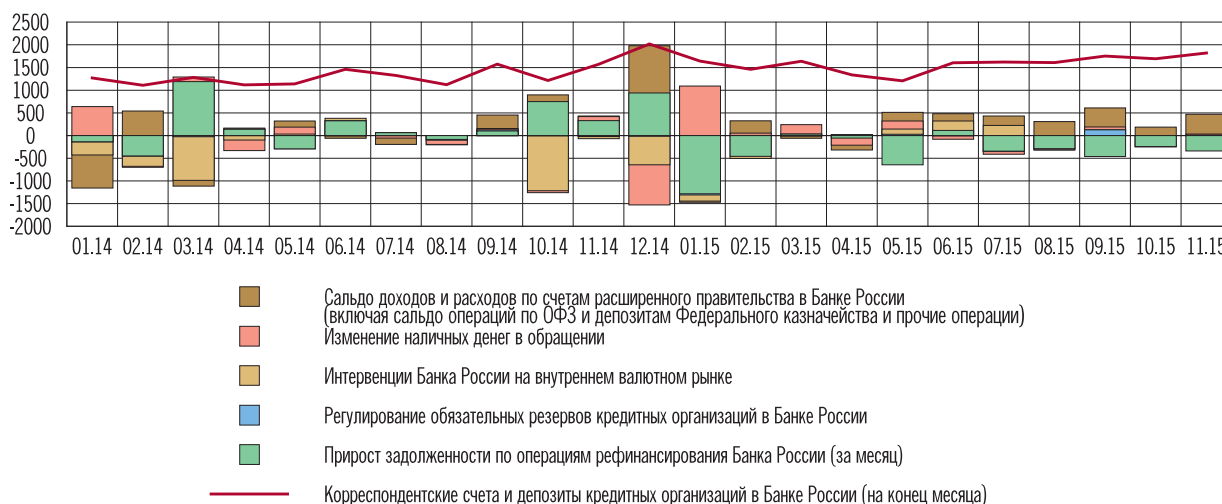 2500
2000
1500
1000
500
0
-500
-1000
-1500
-2000
01.14 02.14 03.14 04.14 05.14 06.14 07.14 08.14 09.14 10.14 11.14 12.14 01.15 02.15 03.15 04.15 05.15 06.15 07.15 08.15 09.15 10.15 11.15
Сальдо доходов и расходов по счетам расширенного правительства в Банке России
(включая сальдо операций по ОФЗ и депозитам Федерального казначейства и прочие операции)
Изменение наличных денег в обращении
Интервенции Банка России на внутреннем валютном рынке
Регулирование обязательных резервов кредитных организаций в Банке России
Прирост задолженности по операциям рефинансирования Банка России (за месяц)
Корреспондентские счета и депозиты кредитных организаций в Банке России (на конец месяца)